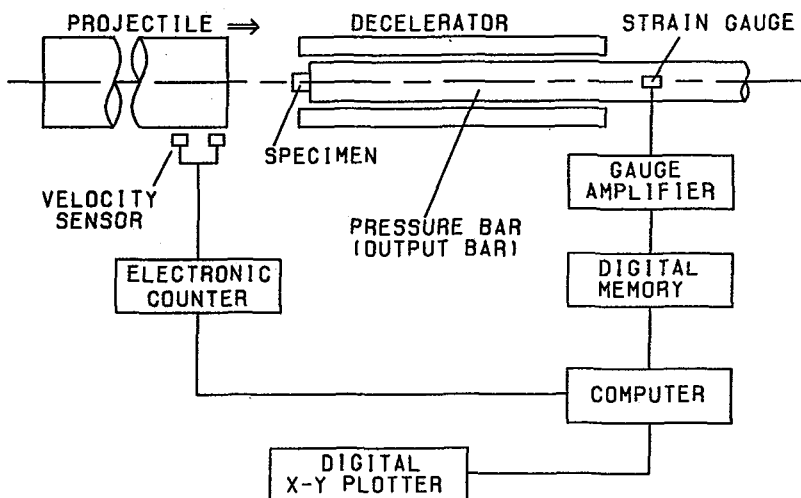 PROJECTILE ⇒
DECELERATOR
STRAIN GAUGE
SPECIMEN
VELOCITY
SENSOR
PRESSURE BAR
(OUTPUT BAR)
GAUGE
AMPLIFIER
ELECTRONIC
COUNTER
DIGITAL
MEMORY
COMPUTER
DIGITAL
X-Y PLOTTER